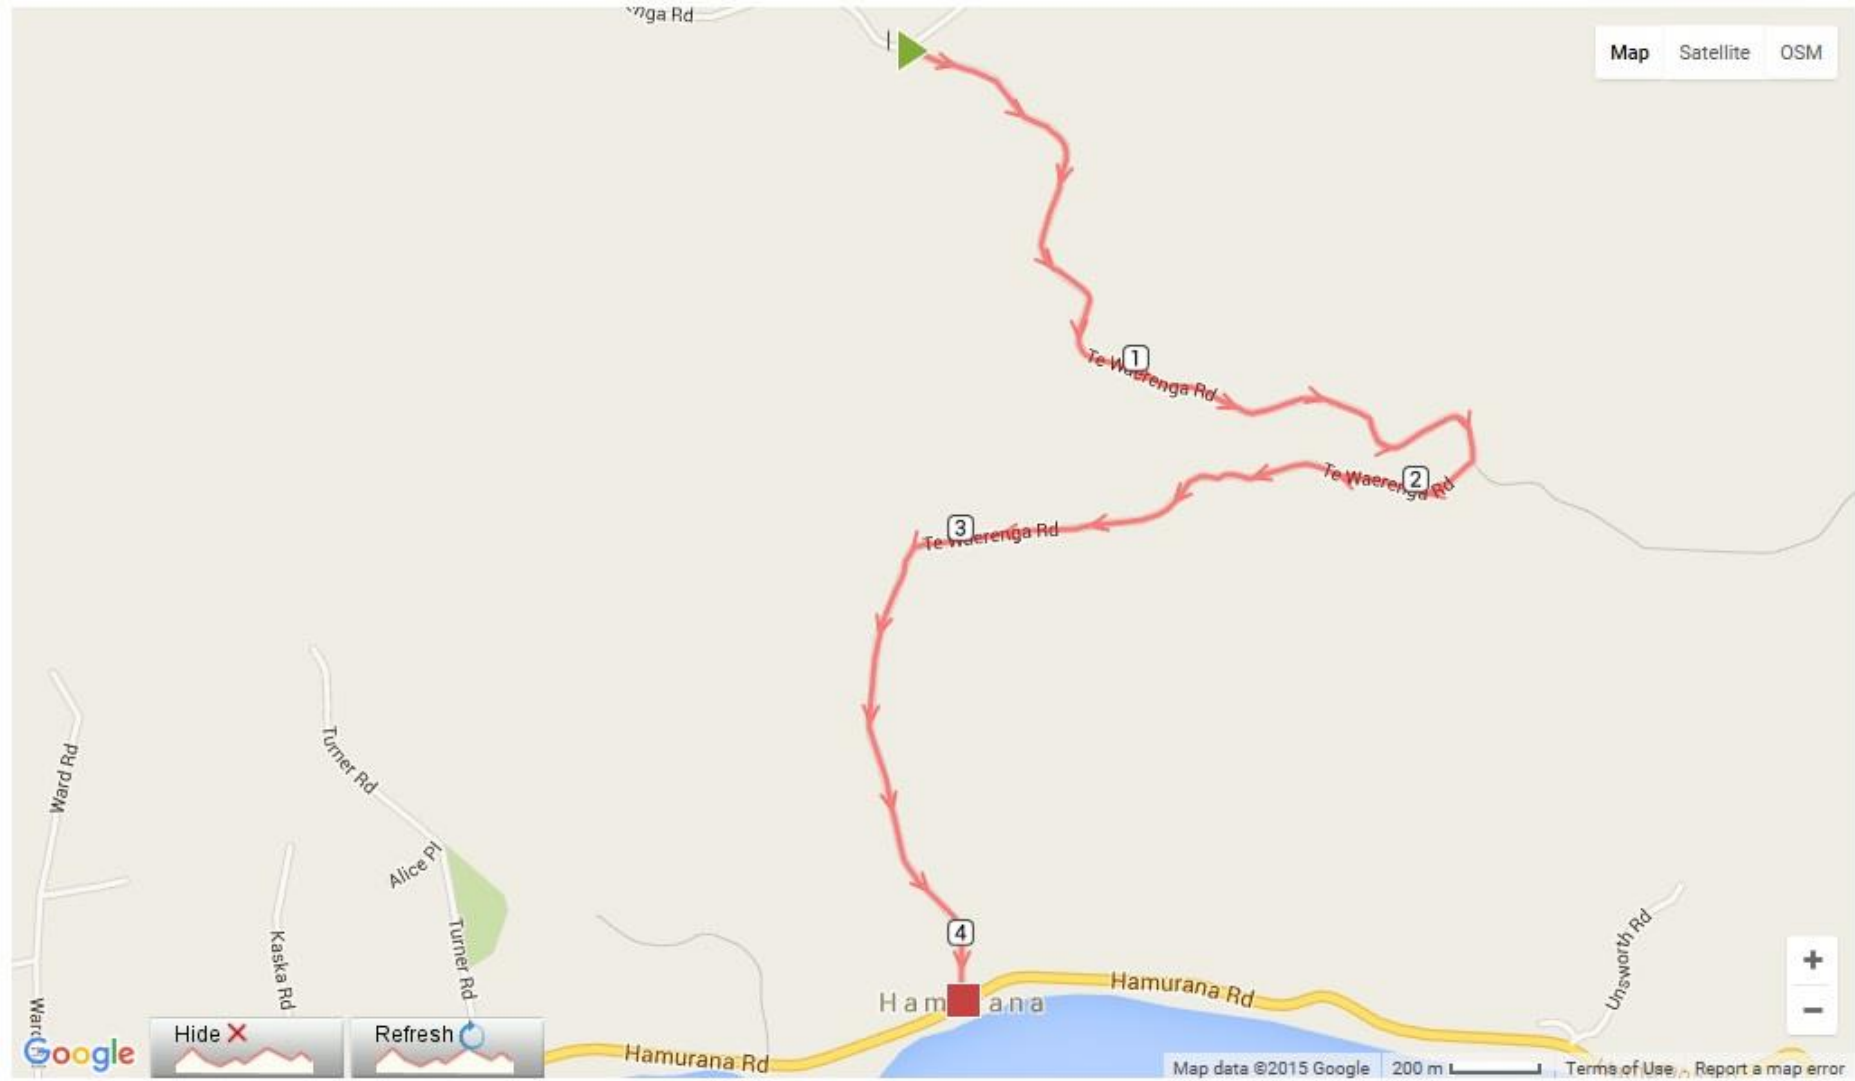 nga Rd
Map Satellite OSM
1
Te Waerenga Rd
Te Waerenga Rd
2
3
Te Waerenga Rd
Ward Rd
Turner Rd
Alice Pl
Turner Rd
Kaska Rd
4
Unsworth Rd
Hamurana Rd
Hamurana
Hamurana Rd
Ward
Hide
Refresh
Google
Map data ©2015 Google 200 m Terms of Use Report a map error
+
−